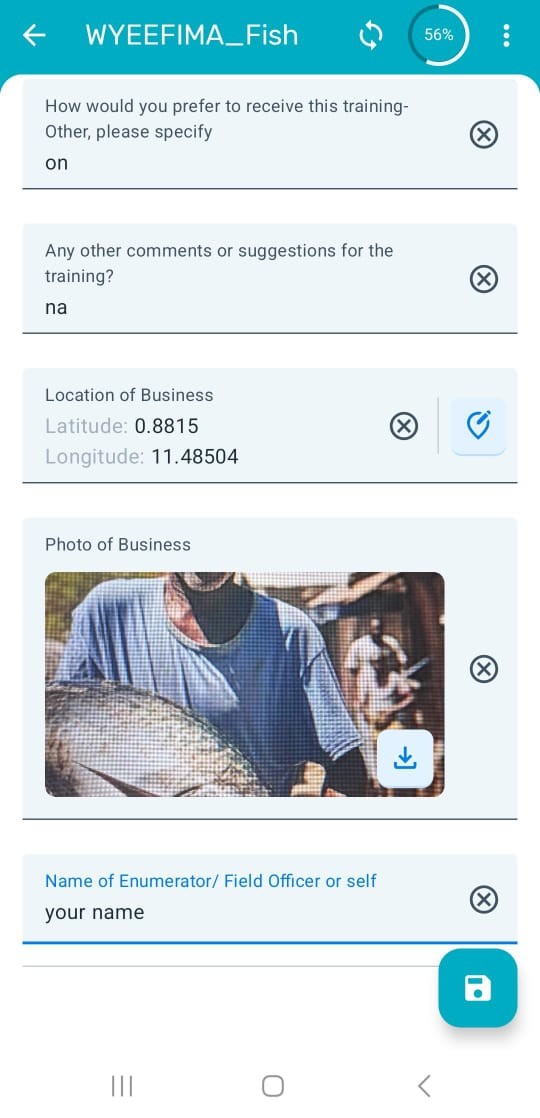 WYEEFIMA_Fish
56%
How would you prefer to receive this training-
Other, please specify
on
Any other comments or suggestions for the
training?
na
Location of Business
Latitude: 0.8815
Longitude: 11.48504
Photo of Business
Name of Enumerator/ Field Officer or self
your name